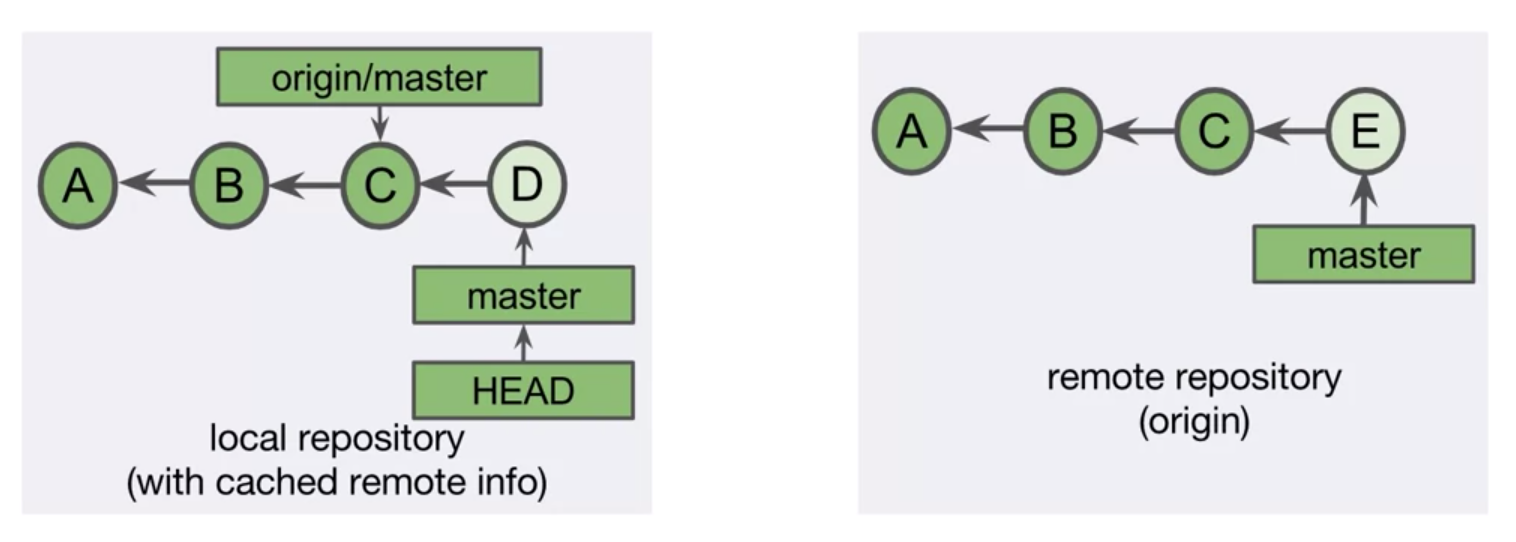 origin/master
A
B
C
D
master
HEAD
local repository
(with cached remote info)
A
B
C
E
master
remote repository
(origin)